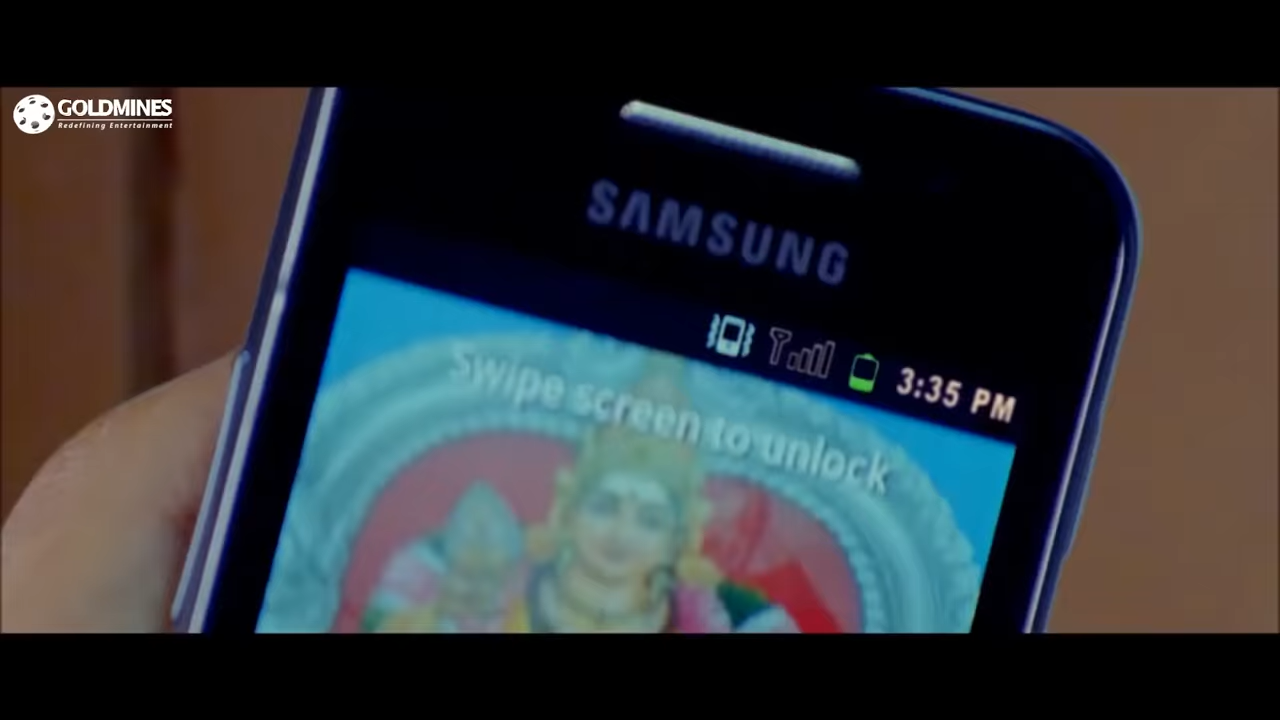 GOLDMINES
Redefining Entertainment
SAMSUNG
3:35 PM
Swipe screen to unlock